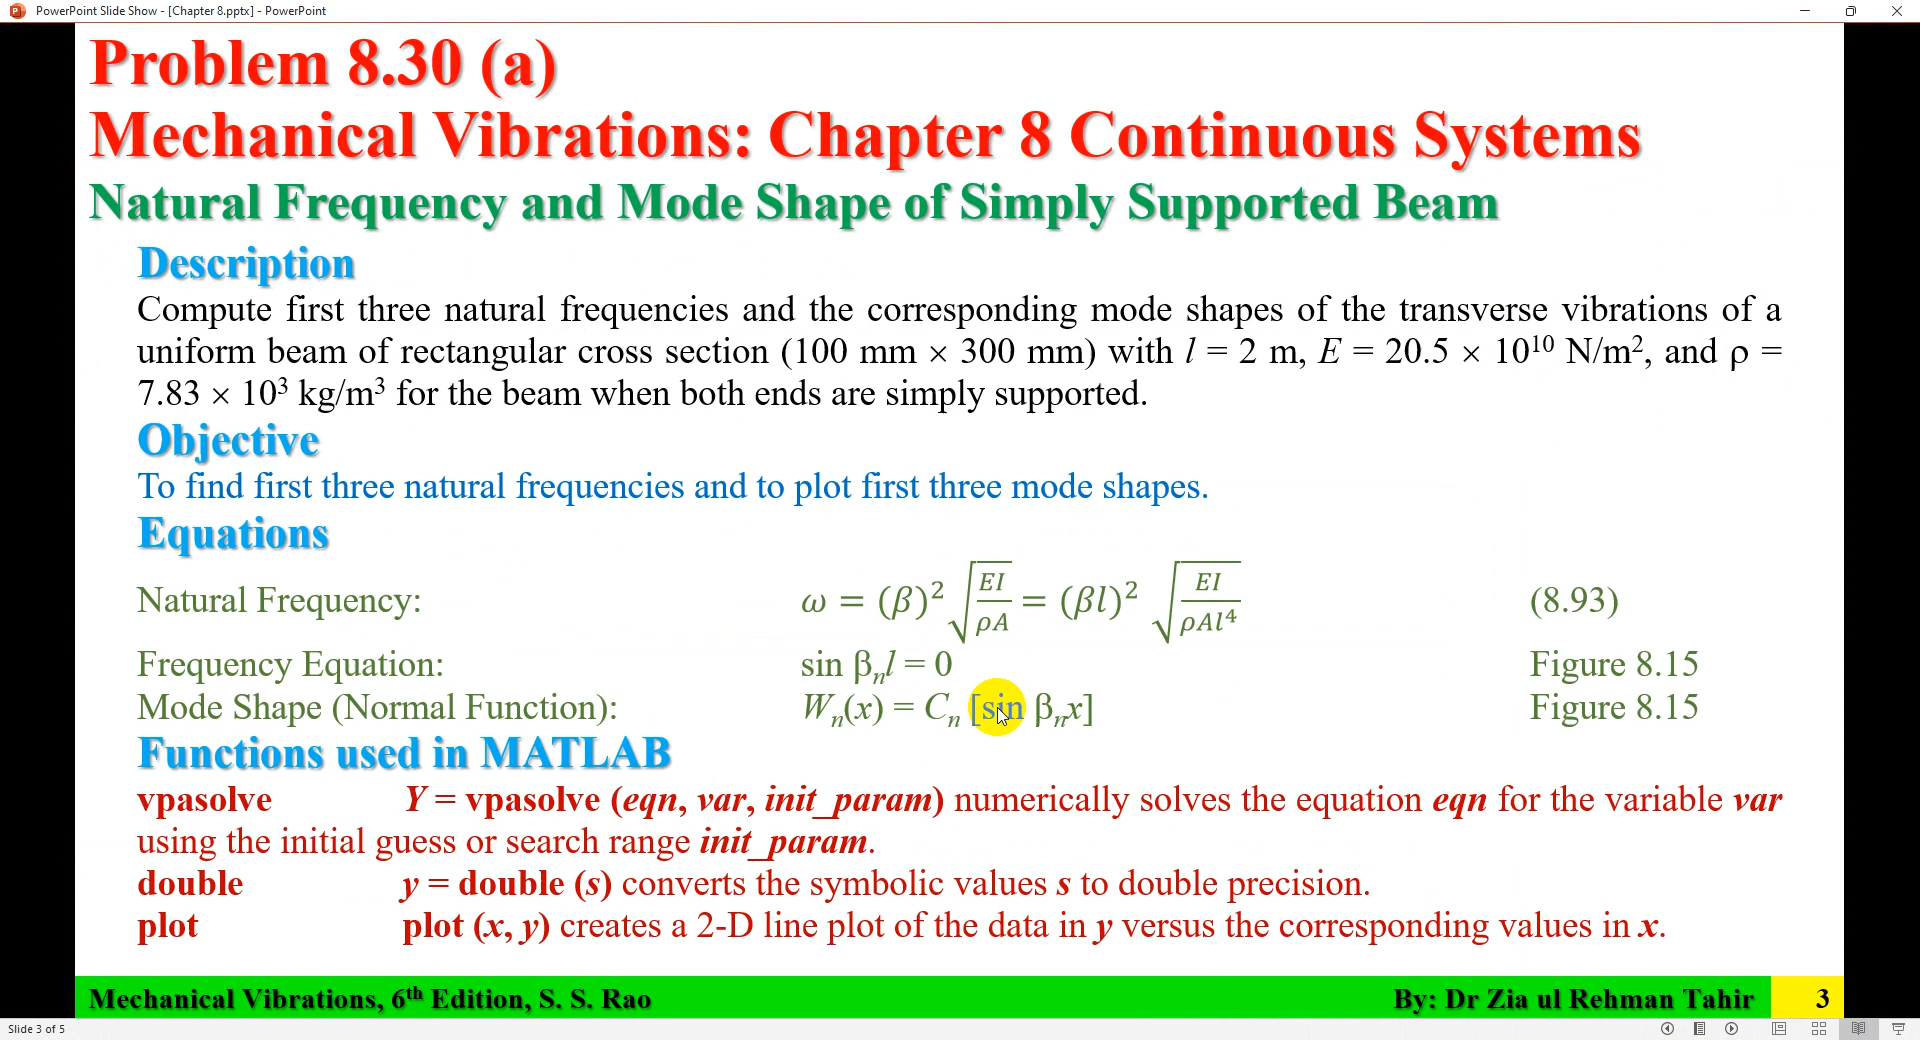 PowerPoint Slide Show - [Chapter 8.pptx] - PowerPoint
Problem 8.30 (a)
Mechanical Vibrations: Chapter 8 Continuous Systems
Natural Frequency and Mode Shape of Simply Supported Beam
Description
Compute first three natural frequencies and the corresponding mode shapes of the transverse vibrations of a
uniform beam of rectangular cross section (100 mm × 300 mm) with l = 2 m, E = 20.5 × 10¹⁰ N/m², and ρ =
7.83 × 10³ kg/m³ for the beam when both ends are simply supported.
Objective
To find first three natural frequencies and to plot first three mode shapes.
Equations
Natural Frequency: ω = (β)² √(EI/ρA) = (βl)² √(EI/ρAl⁴) (8.93)
Frequency Equation: sin βₙl = 0 Figure 8.15
Mode Shape (Normal Function): Wₙ(x) = Cₙ [sin βₙx] Figure 8.15
Functions used in MATLAB
vpasolve Y = vpasolve (eqn, var, init_param) numerically solves the equation eqn for the variable var
using the initial guess or search range init_param.
double y = double (s) converts the symbolic values s to double precision.
plot plot (x, y) creates a 2-D line plot of the data in y versus the corresponding values in x.
Mechanical Vibrations, 6th Edition, S. S. Rao By: Dr Zia ul Rehman Tahir 3
Slide 3 of 5